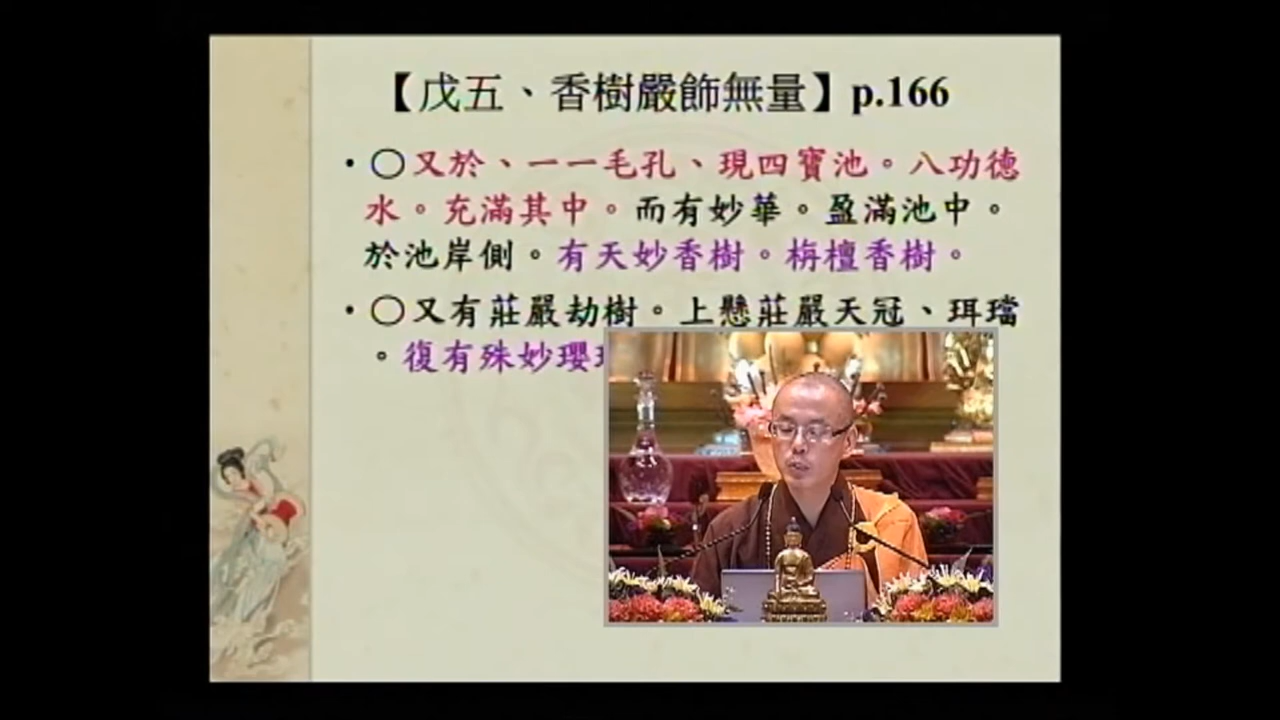 【戊五、香樹嚴飾無量】p.166
•〇又於、一一毛孔、現四寶池。八功德
水。充滿其中。而有妙華。盈滿池中。
於池岸側。有天妙香樹。栴檀香樹。
•〇又有莊嚴劫樹。上懸莊嚴天冠、珥璫
。復有殊妙瓔